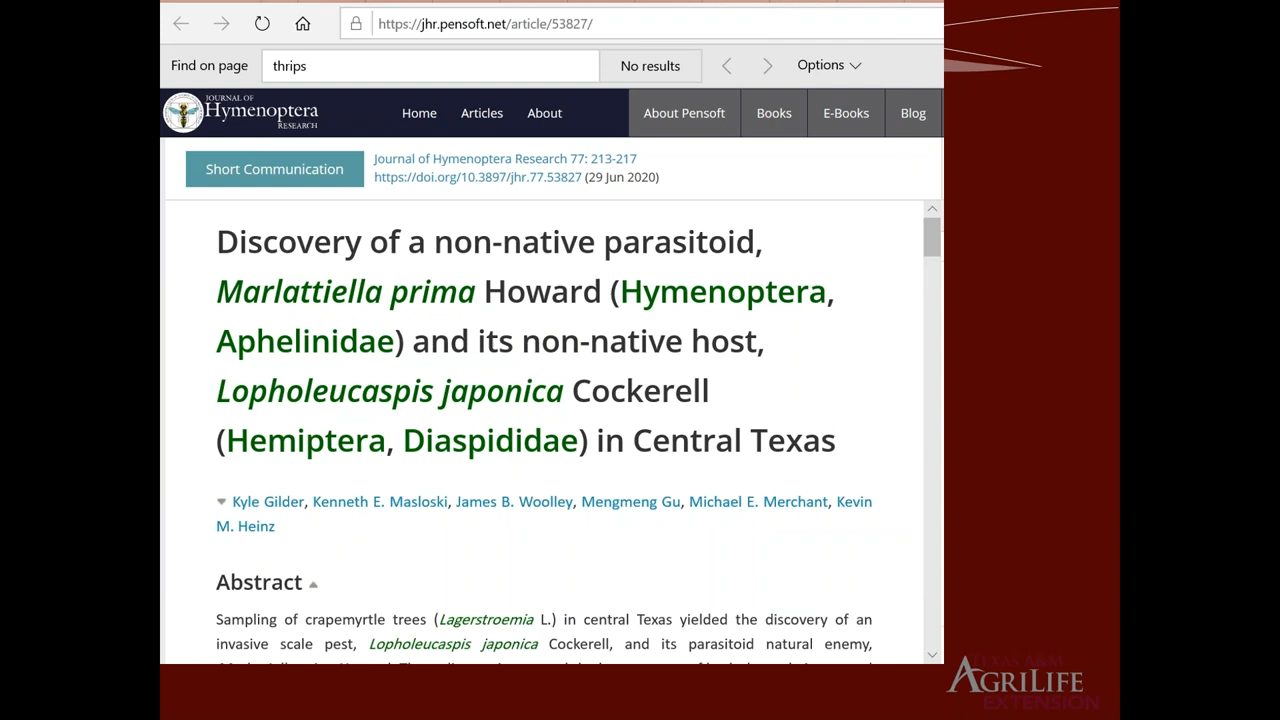 https://jhr.pensoft.net/article/53827/
Find on page thrips No results Options
JOURNAL OF
Hymenoptera
RESEARCH
Home Articles About About Pensoft Books E-Books Blog
Short Communication
Journal of Hymenoptera Research 77: 213-217
https://doi.org/10.3897/jhr.77.53827 (29 Jun 2020)
Discovery of a non-native parasitoid,
Marlattiella prima Howard (Hymenoptera,
Aphelinidae) and its non-native host,
Lopholeucaspis japonica Cockerell
(Hemiptera, Diaspididae) in Central Texas
Kyle Gilder, Kenneth E. Masloski, James B. Woolley, Mengmeng Gu, Michael E. Merchant, Kevin
M. Heinz
Abstract
Sampling of crapemyrtle trees (Lagerstroemia L.) in central Texas yielded the discovery of an
invasive scale pest, Lopholeucaspis japonica Cockerell, and its parasitoid natural enemy,
TEXAS A&M
AGRILIFE
EXTENSION